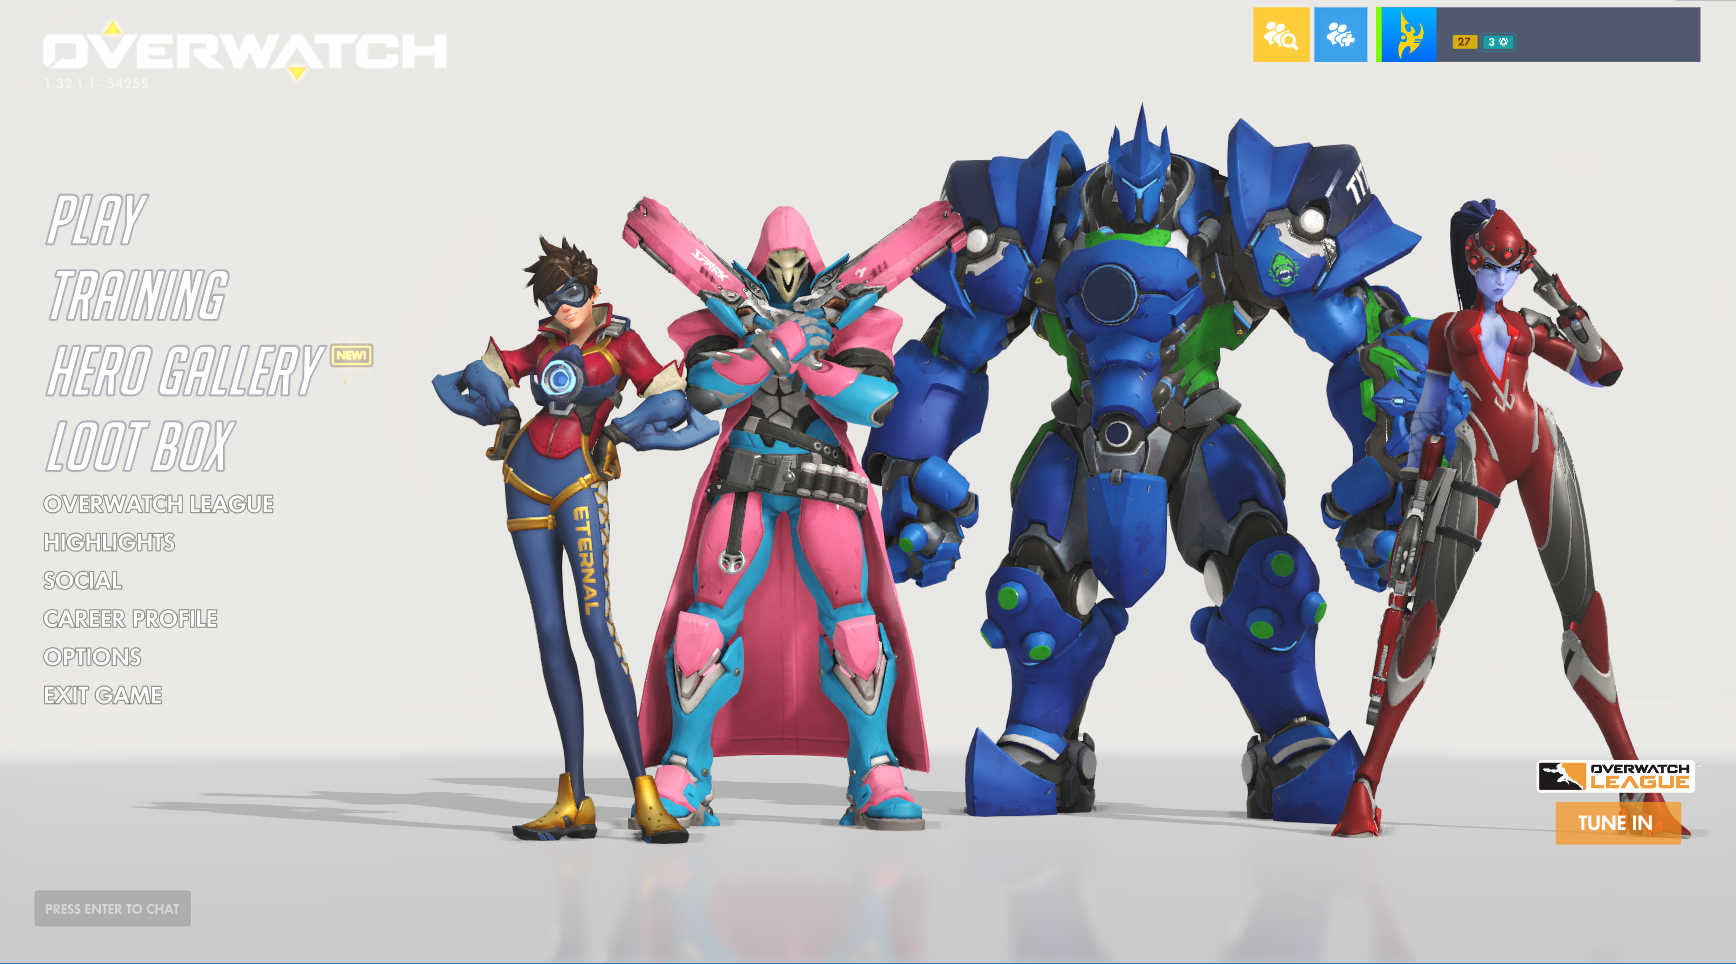 OVERWATCH
1.32.1.1 - 54255
27
3
PLAY
TRAINING
HERO GALLERY
NEW!
LOOT BOX
OVERWATCH LEAGUE
HIGHLIGHTS
SOCIAL
CAREER PROFILE
OPTIONS
EXIT GAME
SPARK
ETERNAL
OVERWATCH
LEAGUE
TUNE IN
PRESS ENTER TO CHAT